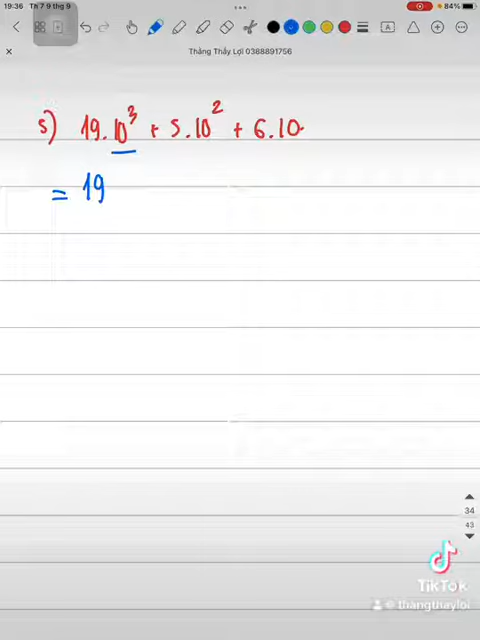 19:36 Th 7 9 thg 9 84%
Thắng Thầy Lợi 0388891756
s) 19.10³ + 5.10² + 6.10
= 19
34
43
TikTok
@thangthayloi